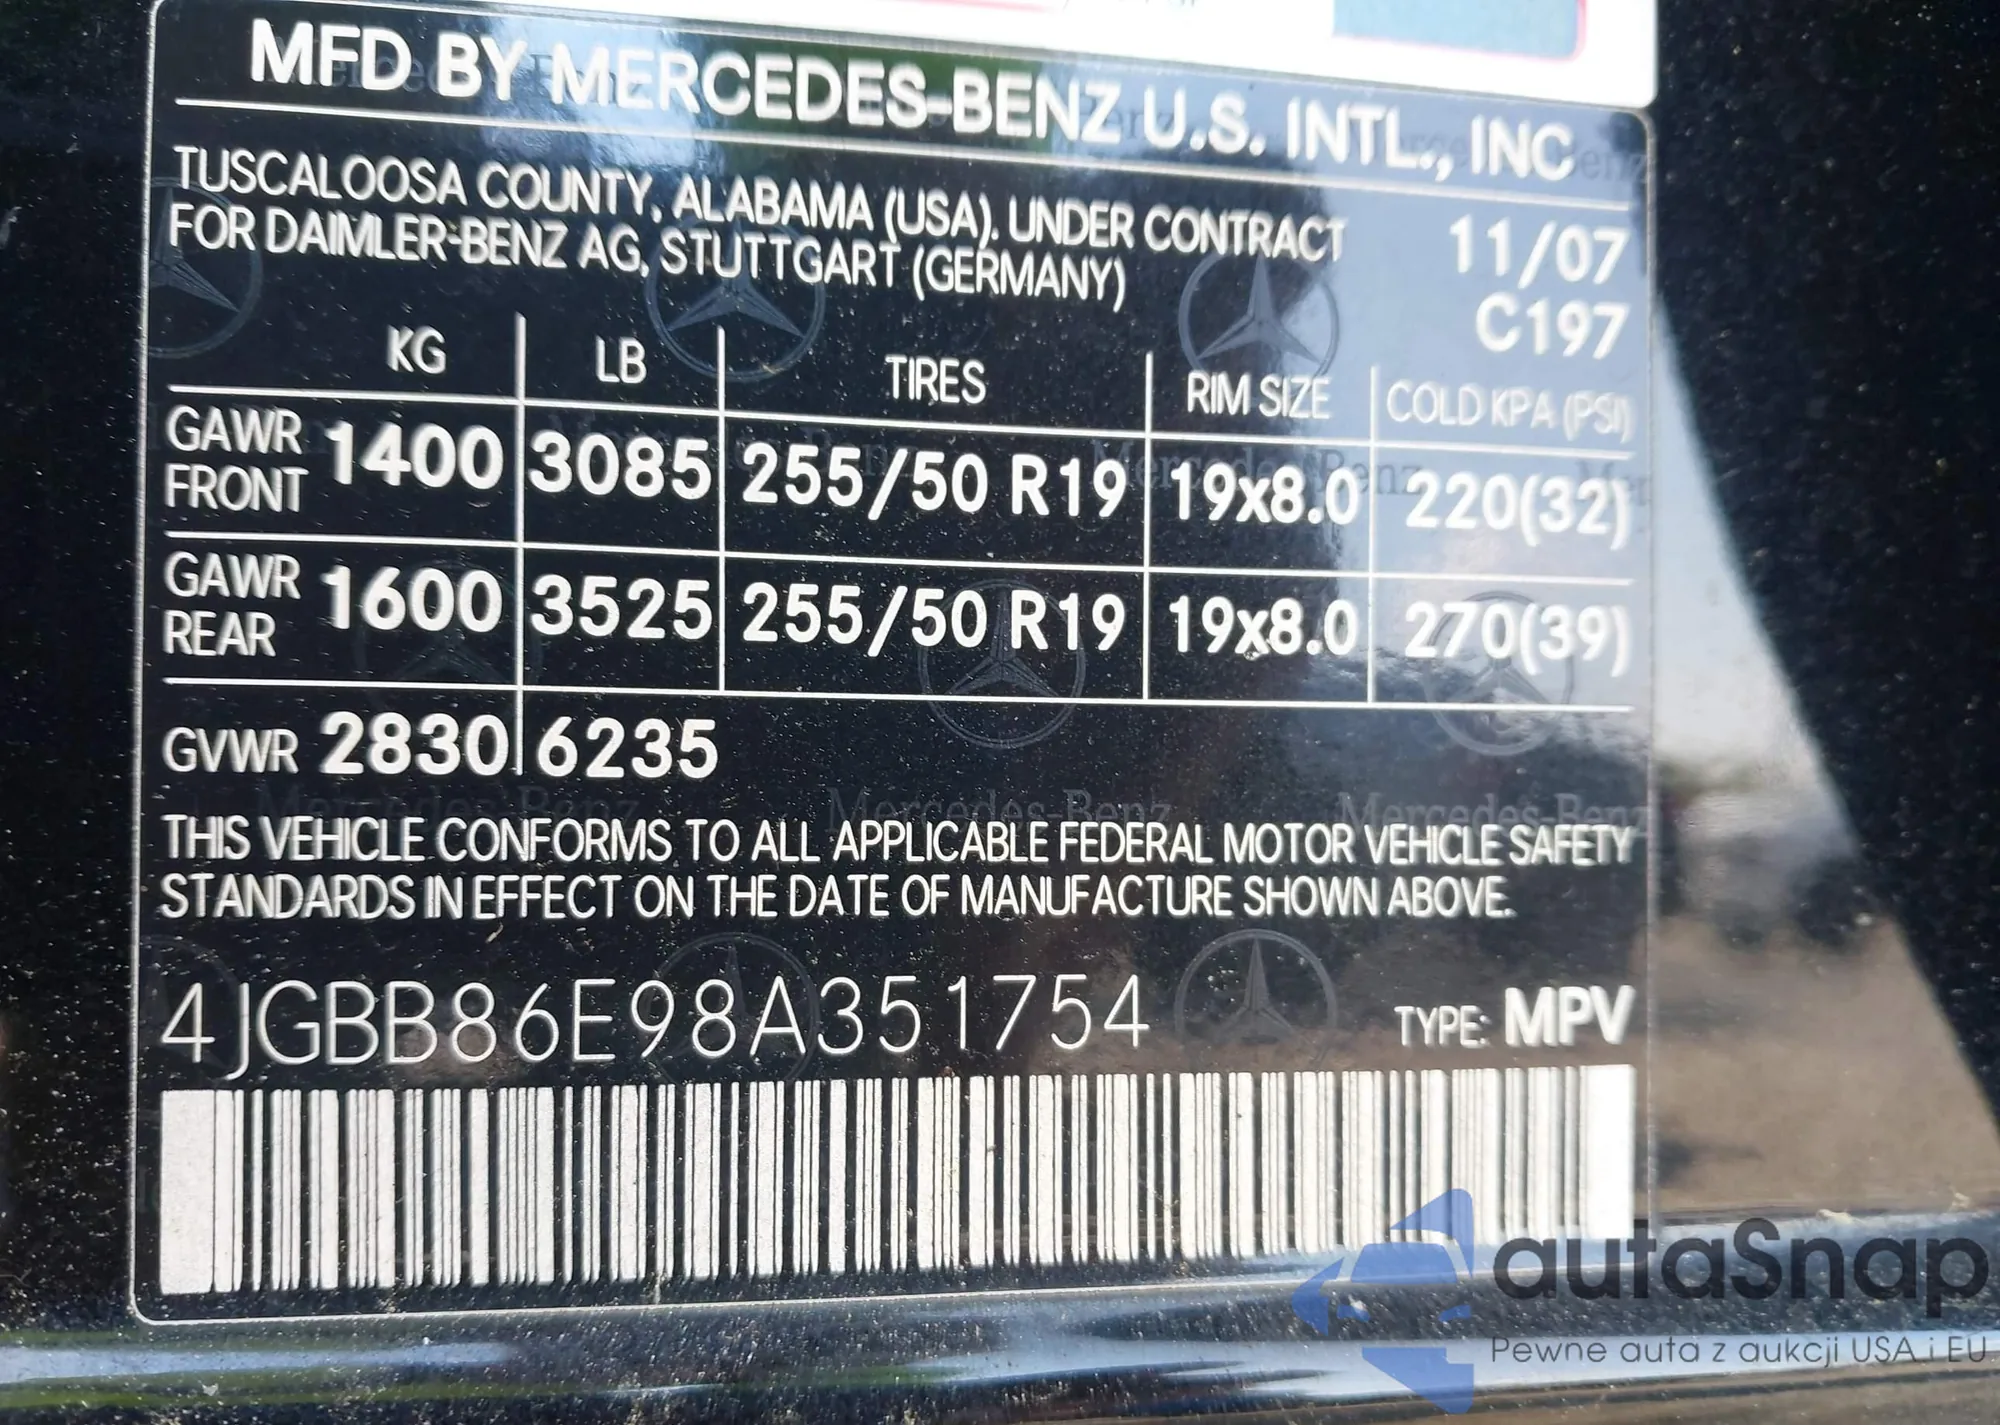 MFD BY MERCEDES-BENZ U.S. INTL., INC
TUSCALOOSA COUNTY, ALABAMA (USA). UNDER CONTRACT
FOR DAIMLER-BENZ AG, STUTTGART (GERMANY)
11/07
C197
KG LB TIRES RIM SIZE COLD KPA (PSI)
GAWR FRONT 1400 3085 255/50 R19 19x8.0 220(32)
GAWR REAR 1600 3525 255/50 R19 19x8.0 270(39)
GVWR 2830 6235
THIS VEHICLE CONFORMS TO ALL APPLICABLE FEDERAL MOTOR VEHICLE SAFETY
STANDARDS IN EFFECT ON THE DATE OF MANUFACTURE SHOWN ABOVE.
4JGBB86E98A351754 TYPE: MPV
autaSnap
Pewne auta z aukcji USA i EU